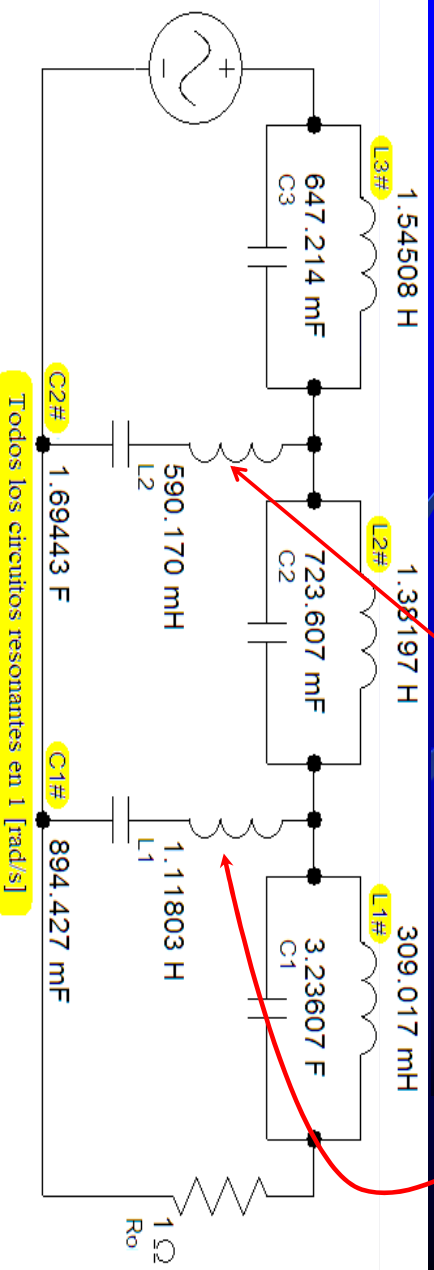 1.54508 H
L3#
647.214 mF
C3
1.38197 H
L2#
723.607 mF
C2
309.017 mH
L1#
3.23607 F
C1
590.170 mH
L2
C2#
1.69443 F
1.11803 H
L1
C1#
894.427 mF
1 Ω
Ro
+
-
Todos los circuitos resonantes en 1 [rad/s]